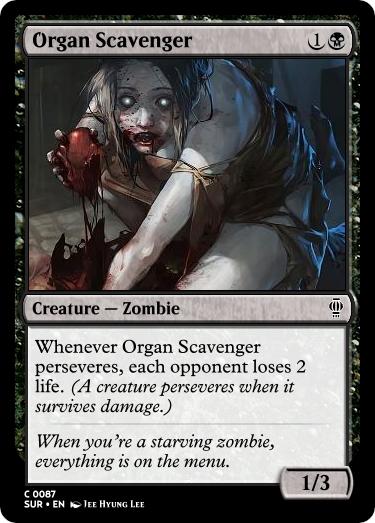 Organ Scavenger 1
Creature — Zombie
Whenever Organ Scavenger
perseveres, each opponent loses 2
life. (A creature perseveres when it
survives damage.)
When you're a starving zombie,
everything is on the menu.
1/3
C 0087
SUR • EN Jee Hyung Lee